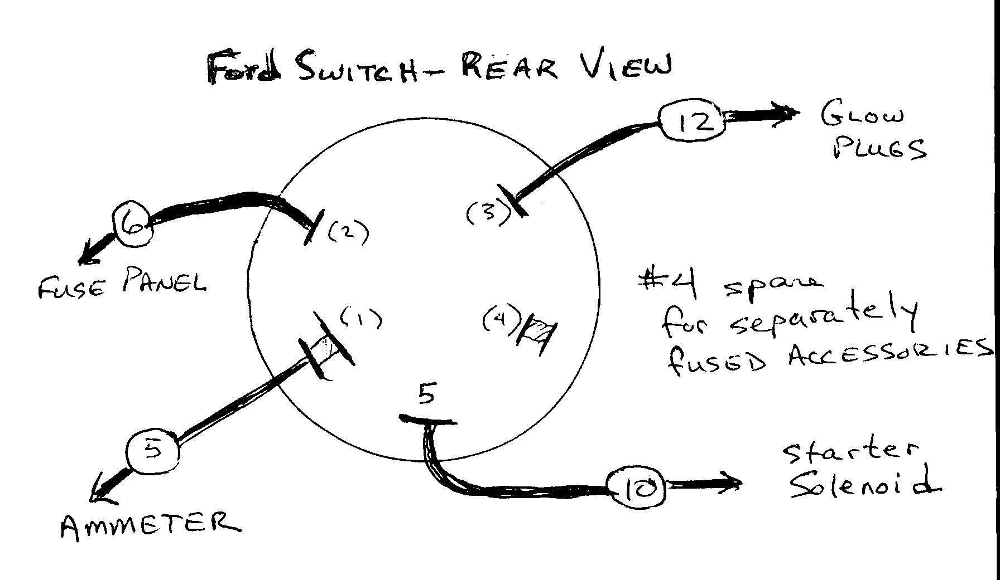 Ford SWITCH - REAR VIEW
12
GLOW
PLUGS
(3)
6
(2)
FUSE PANEL
#4 spare
for separately
fuSED ACCESSORIES
(1)
(4)
5
5
AMMETER
starter
Solenoid
10